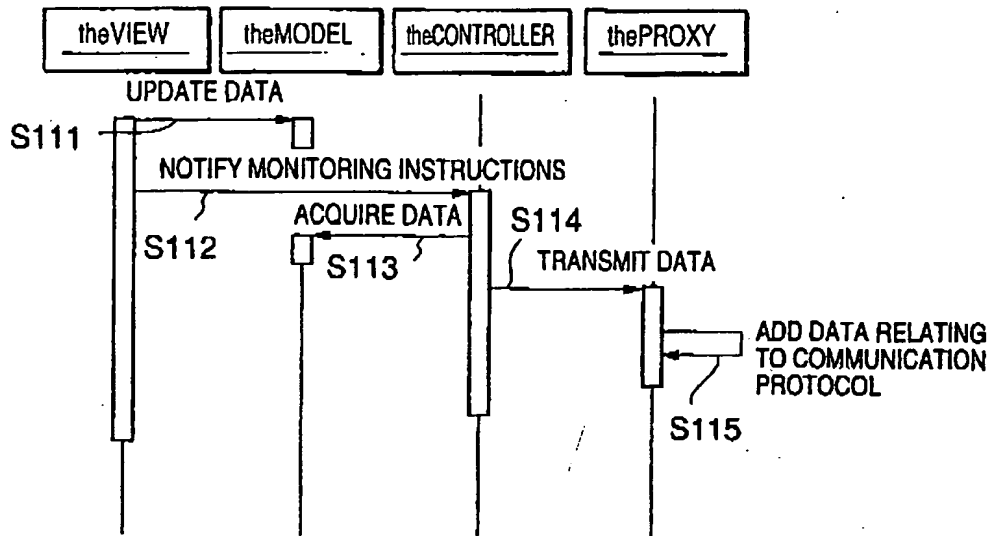 theVIEW
theMODEL
theCONTROLLER
thePROXY
UPDATE DATA
S111
NOTIFY MONITORING INSTRUCTIONS
S112
ACQUIRE DATA
S113
S114
TRANSMIT DATA
ADD DATA RELATING
TO COMMUNICATION
PROTOCOL
S115